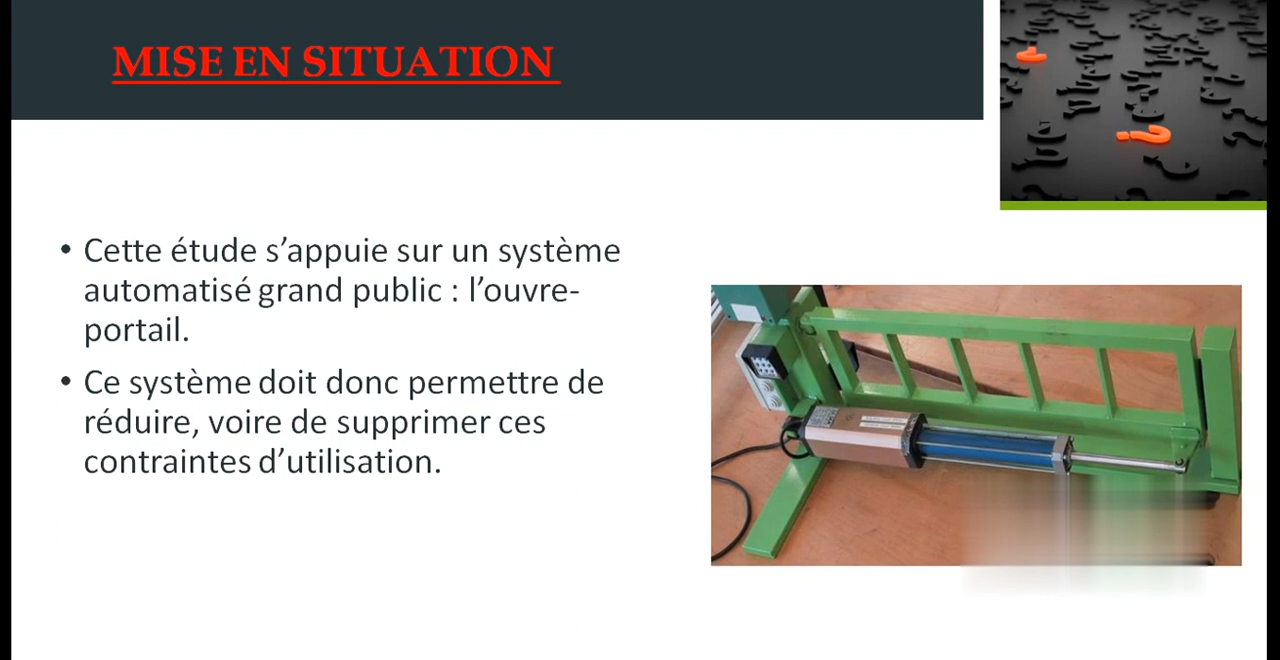 MISE EN SITUATION
• Cette étude s’appuie sur un système
automatisé grand public : l’ouvre-
portail.
• Ce système doit donc permettre de
réduire, voire de supprimer ces
contraintes d’utilisation.